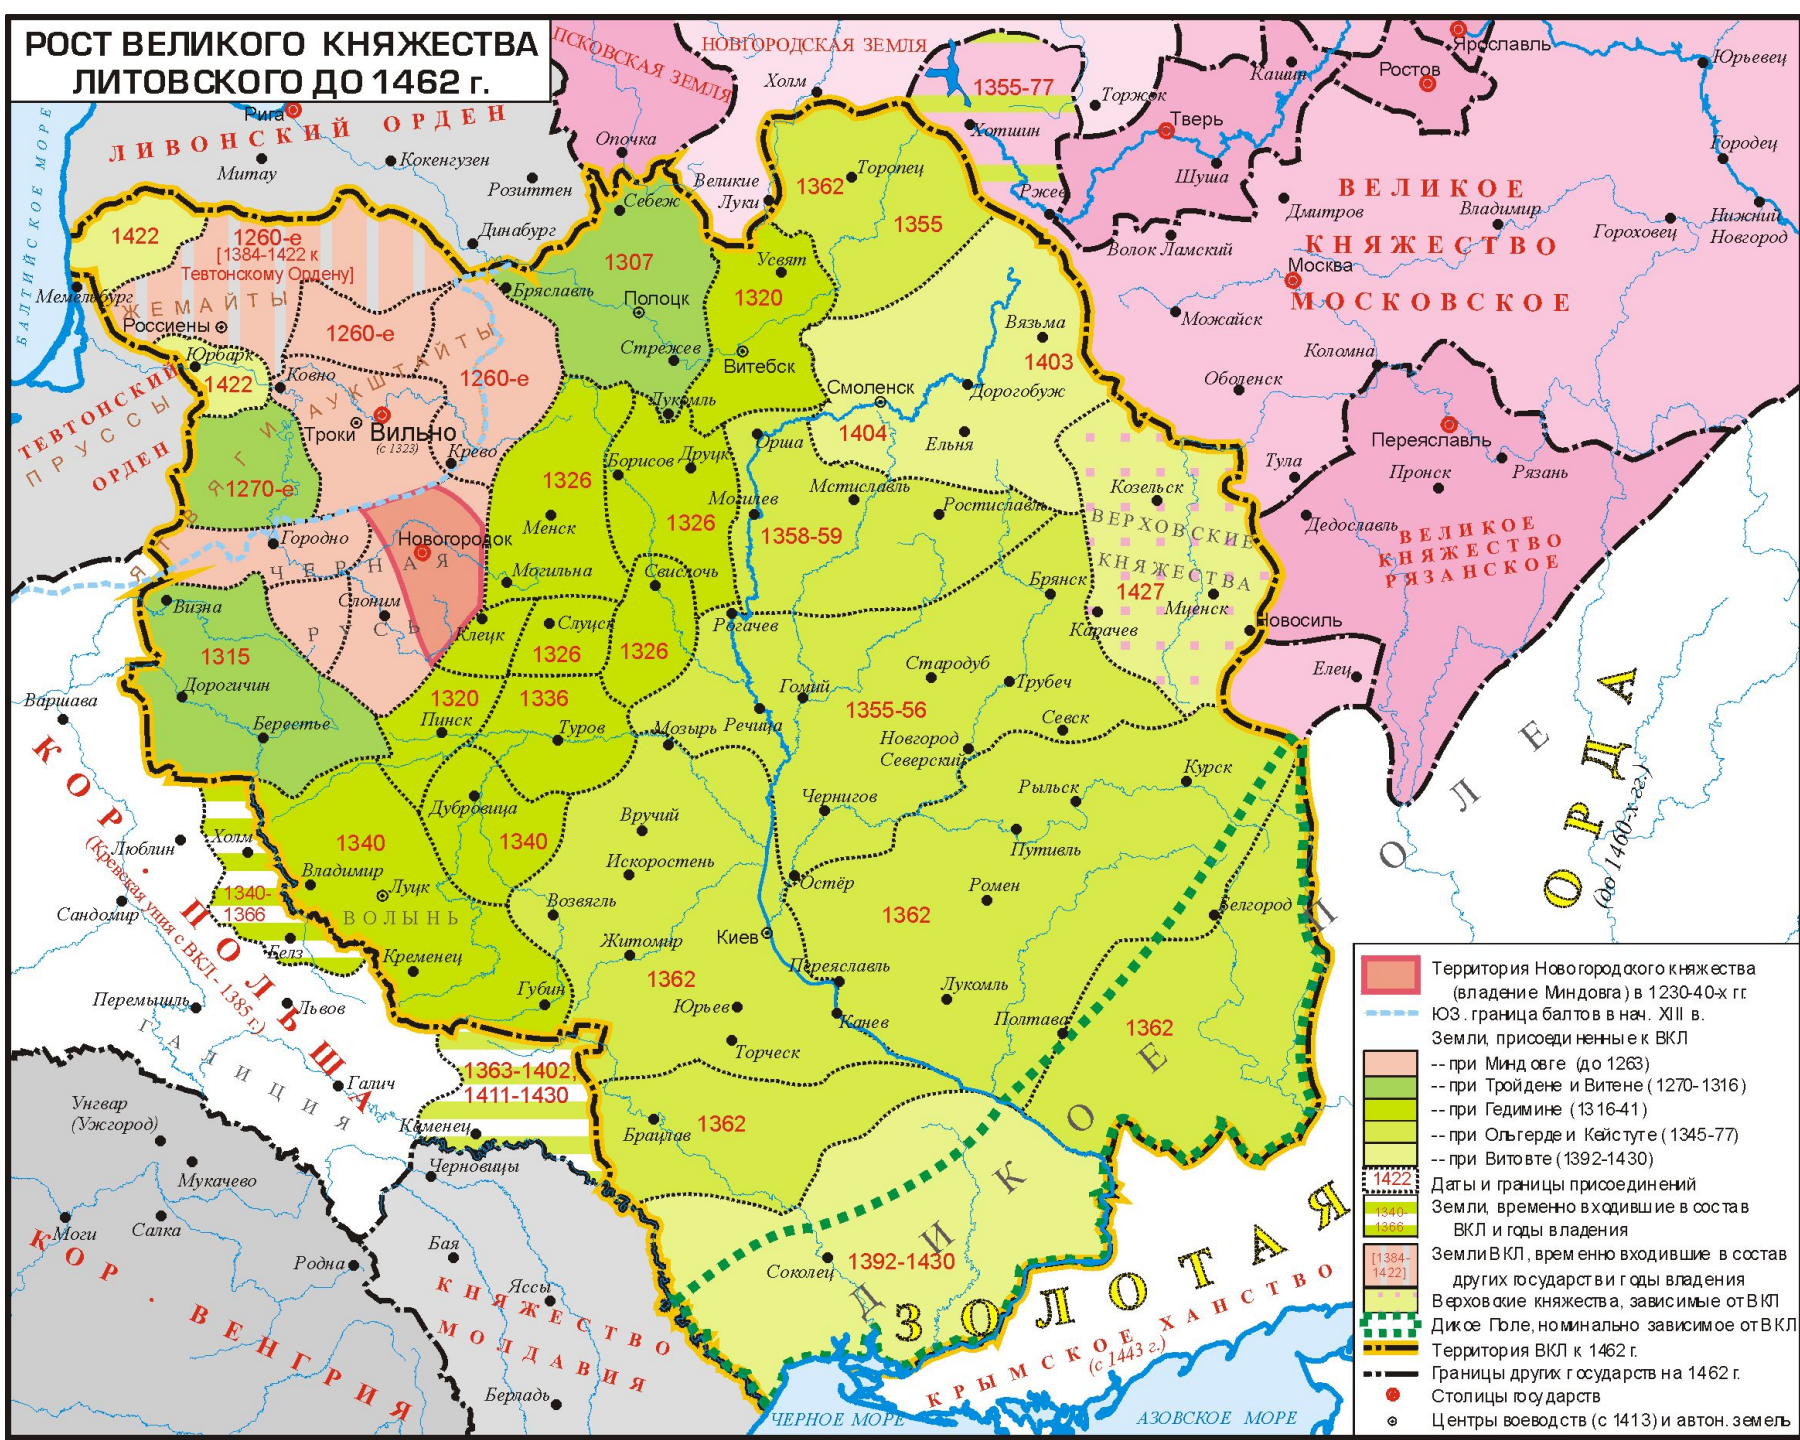 РОСТ ВЕЛИКОГО КНЯЖЕСТВА
ЛИТОВСКОГО ДО 1462 г.
ПСКОВСКАЯ ЗЕМЛЯ
НОВГОРОДСКАЯ ЗЕМЛЯ
Холм
1355-77
Хотшин
Торжок
Кашин
Ярославль
Ростов
Юрьевец
Тверь
Городец
Шуша
Ржев
Волок Ламский
Дмитров
Владимир
Гороховец
Нижний
Новгород
ВЕЛИКОЕ
КНЯЖЕСТВО
МОСКОВСКОЕ
Москва
Можайск
Коломна
Оболенск
БАЛТИЙСКОЕ МОРЕ
Рига
ЛИВОНСКИЙ ОРДЕН
Митау
Кокенгузен
Розиттен
Динабург
Опочка
Себеж
Великие
Луки
1362
Торопец
1355
1422
1260-е
[1384-1422 к
Тевтонскому Ордену]
Мемельбург
ЖЕМАЙТЫ
Россиены
1260-е
Бряславль
1307
Полоцк
Усвят
1320
Стрежев
Витебск
Вязьма
1403
Смоленск
Дорогобуж
Юрбарк
1422
Ковно
АУКШТАЙТЫ
1260-е
ТЕВТОНСКИЙ
ОРДЕН
ПРУССЫ
Троки
Вильно
(с 1323)
Крево
Лукомль
Орша
1404
Ельня
ЯТВЯГИ
1270-е
Борисов
Друцк
1326
Менск
1326
Могилев
Мстиславль
Ростиславль
1358-59
Козельск
ВЕРХОВСКИЕ
КНЯЖЕСТВА
1427
Мценск
Брянск
Карачев
Новосиль
Тула
Дедославль
Переяславль
Пронск
Рязань
ВЕЛИКОЕ
КНЯЖЕСТВО
РЯЗАНСКОЕ
Елец
Городно
Новогородок
ЧЕРНАЯ
РУСЬ
Слоним
Могильна
Свислочь
Визна
Клецк
Слуцк
1326
1326
Рогачев
1315
Дорогичин
1320
1336
Пинск
Туров
Берестье
Мозырь
Речица
Гомий
Стародуб
Трубеч
1355-56
Новгород
Северский
Севск
Варшава
КОР. ПОЛЬША
(Кревская уния с ВКЛ - 1385 г.)
Люблин
Холм
1340-
1366
Сандомир
Белз
Владимир
1340
Луцк
ВОЛЫНЬ
Дубровица
1340
Кременец
Губин
Вручий
Искоростень
Возвягль
Житомир
1362
Киев
Юрьев
Торческ
Чернигов
Остёр
Рыльск
Курск
Путивль
Ромен
1362
Белгород
Переяславль
Канев
Лукомль
Полтава
1362
ДИКОЕ ПОЛЕ
ЗОЛОТАЯ ОРДА
(до 1460-х гг.)
Перемышль
Львов
ГАЛИЦИЯ
Галич
1363-1402,
1411-1430
Каменец
Черновицы
Унгвар
(Ужгород)
Мукачево
Моги
Салка
Родна
КОР. ВЕНГРИЯ
Бая
Яссы
КНЯЖЕСТВО
МОЛДАВИЯ
Берладь
Брацлав
1362
1392-1430
Соколец
ЧЕРНОЕ МОРЕ
АЗОВСКОЕ МОРЕ
КРЫМСКОЕ ХАНСТВО
(с 1443 г.)
Территория Новогородского княжества
(владение Миндовга) в 1230-40-х гг.
ЮЗ. граница балтов в нач. XIII в.
Земли, присоединенные к ВКЛ
-- при Миндовге (до 1263)
-- при Тройдене и Витене (1270-1316)
-- при Гедимине (1316-41)
-- при Ольгерде и Кейстуте (1345-77)
-- при Витовте (1392-1430)
1422
Даты и границы присоединений
1340-
1366
Земли, временно входившие в состав
ВКЛ и годы владения
[1384-
1422]
Земли ВКЛ, временно входившие в состав
других государств и годы владения
Верховские княжества, зависимые от ВКЛ
Дикое Поле, номинально зависимое от ВКЛ
Территория ВКЛ к 1462 г.
Границы других государств на 1462 г.
Столицы государств
Центры воеводств (с 1413) и автон. земель